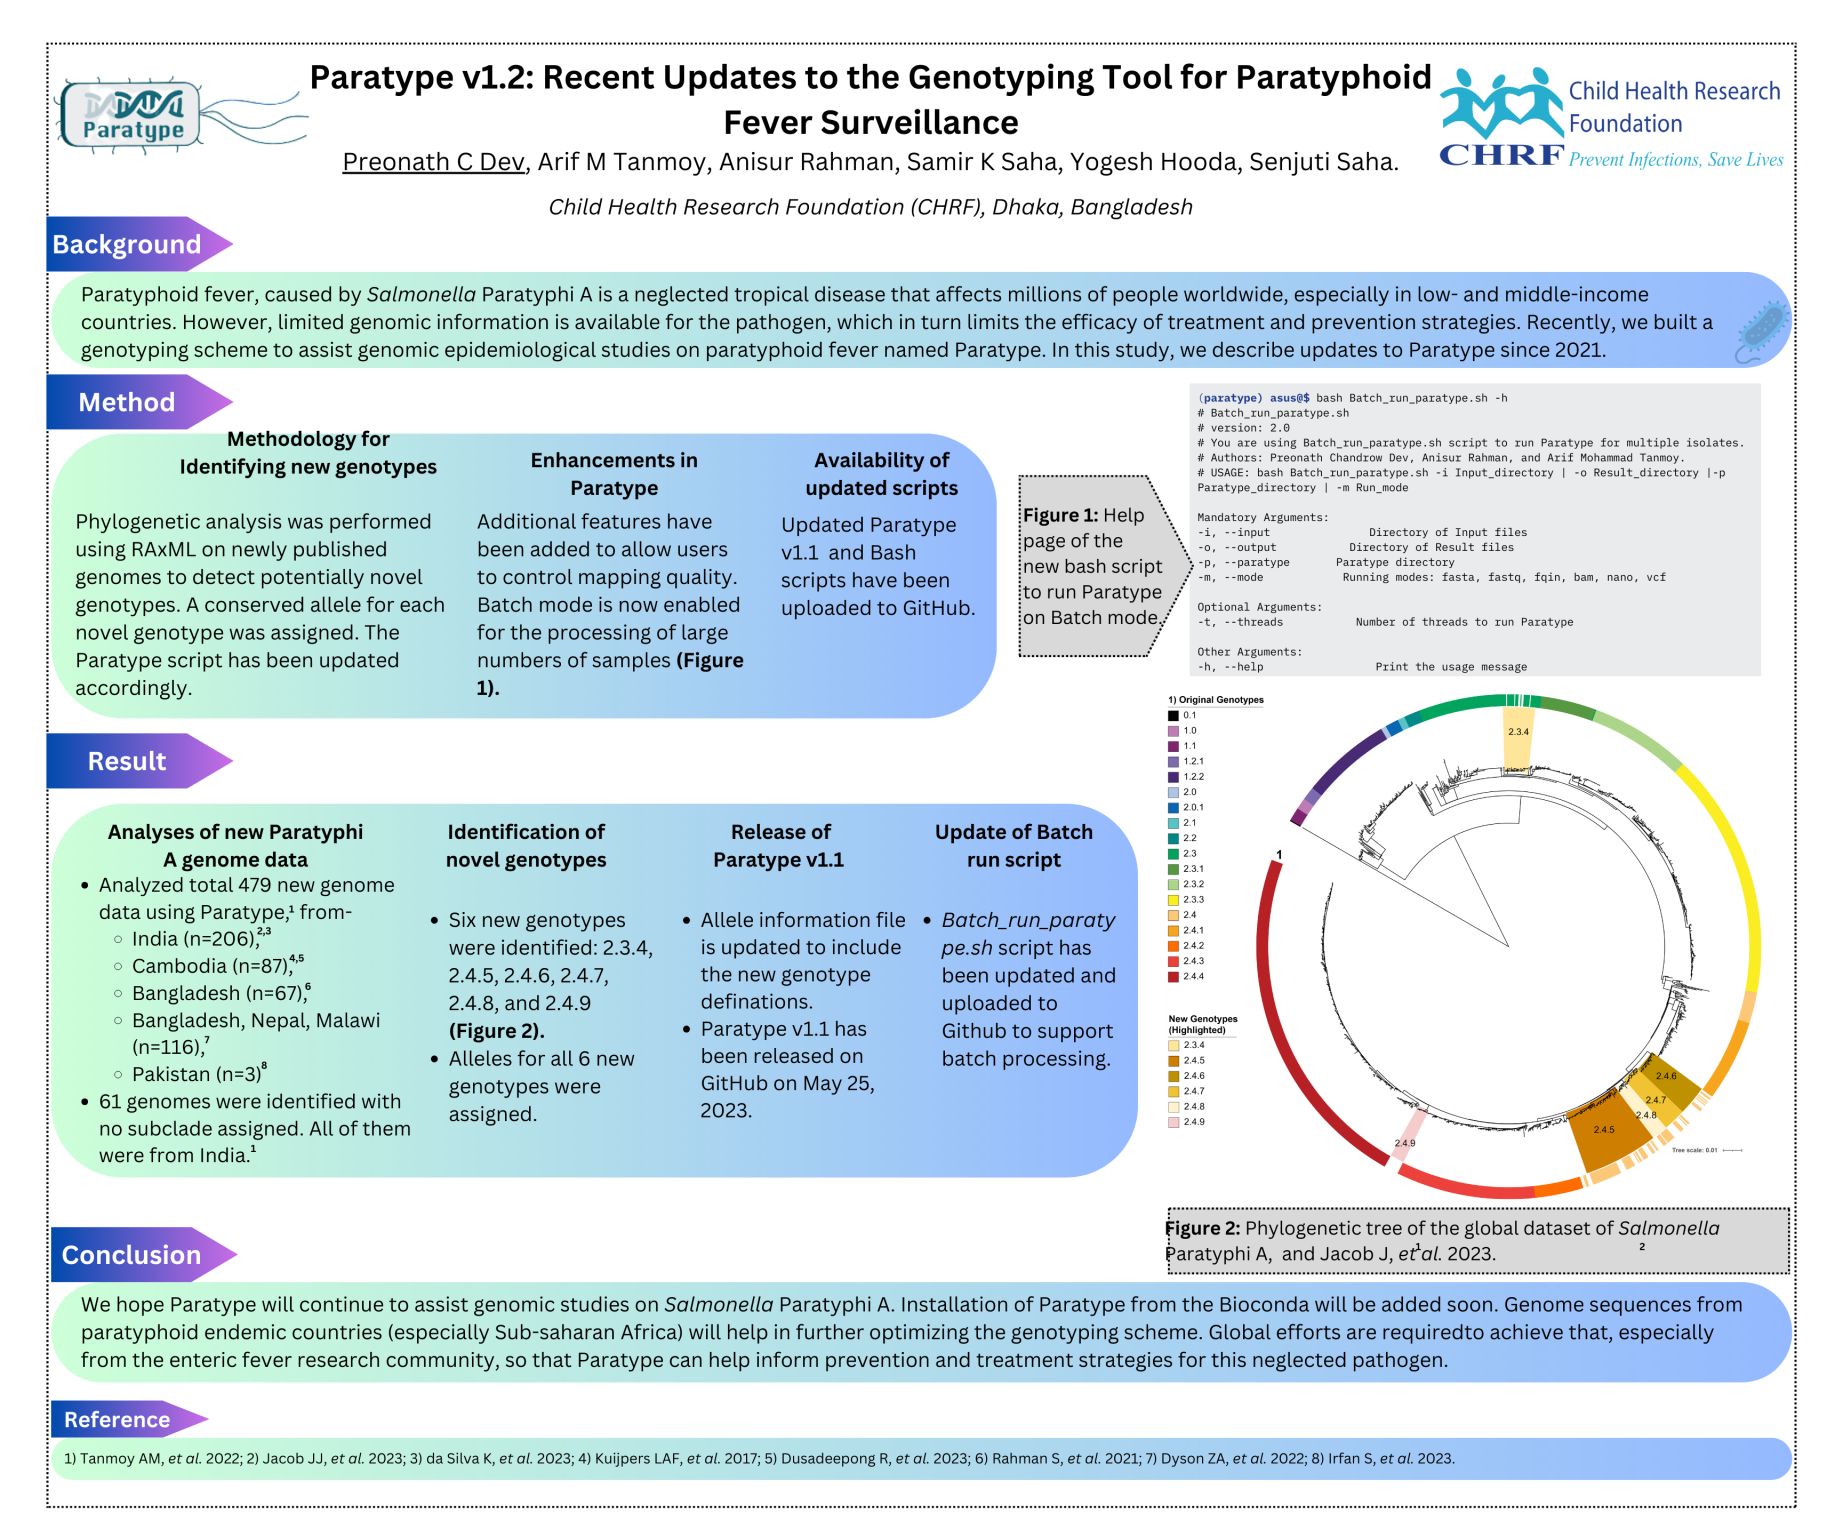 Paratype
Paratype v1.2: Recent Updates to the Genotyping Tool for Paratyphoid
Fever Surveillance
Preonath C Dev, Arif M Tanmoy, Anisur Rahman, Samir K Saha, Yogesh Hooda, Senjuti Saha.
Child Health Research Foundation (CHRF), Dhaka, Bangladesh
Child Health Research
Foundation
CHRF
Prevent Infections, Save Lives
Background
Paratyphoid fever, caused by Salmonella Paratyphi A is a neglected tropical disease that affects millions of people worldwide, especially in low- and middle-income
countries. However, limited genomic information is available for the pathogen, which in turn limits the efficacy of treatment and prevention strategies. Recently, we built a
genotyping scheme to assist genomic epidemiological studies on paratyphoid fever named Paratype. In this study, we describe updates to Paratype since 2021.
Method
Methodology for
Identifying new genotypes
Phylogenetic analysis was performed
using RAxML on newly published
genomes to detect potentially novel
genotypes. A conserved allele for each
novel genotype was assigned. The
Paratype script has been updated
accordingly.
Enhancements in
Paratype
Additional features have
been added to allow users
to control mapping quality.
Batch mode is now enabled
for the processing of large
numbers of samples (Figure
1).
Availability of
updated scripts
Updated Paratype
v1.1 and Bash
scripts have been
uploaded to GitHub.
Figure 1: Help
page of the
new bash script
to run Paratype
on Batch mode.
(paratype) asus@$ bash Batch_run_paratype.sh -h
# Batch_run_paratype.sh
# version: 2.0
# You are using Batch_run_paratype.sh script to run Paratype for multiple isolates.
# Authors: Preonath Chandrow Dev, Anisur Rahman, and Arif Mohammad Tanmoy.
# USAGE: bash Batch_run_paratype.sh -i Input_directory | -o Result_directory |-p
Paratype_directory | -m Run_mode
Mandatory Arguments:
-i, --input Directory of Input files
-o, --output Directory of Result files
-p, --paratype Paratype directory
-m, --mode Running modes: fasta, fastq, fqin, bam, nano, vcf
Optional Arguments:
-t, --threads Number of threads to run Paratype
Other Arguments:
-h, --help Print the usage message
Result
Analyses of new Paratyphi
A genome data
• Analyzed total 479 new genome
data using Paratype,¹ from-
◦ India (n=206),²,³
◦ Cambodia (n=87),⁴,⁵
◦ Bangladesh (n=67),⁶
◦ Bangladesh, Nepal, Malawi
(n=116),⁷
◦ Pakistan (n=3)⁸
• 61 genomes were identified with
no subclade assigned. All of them
were from India.¹
Identification of
novel genotypes
• Six new genotypes
were identified: 2.3.4,
2.4.5, 2.4.6, 2.4.7,
2.4.8, and 2.4.9
(Figure 2).
• Alleles for all 6 new
genotypes were
assigned.
Release of
Paratype v1.1
• Allele information file
is updated to include
the new genotype
definations.
• Paratype v1.1 has
been released on
GitHub on May 25,
2023.
Update of Batch
run script
• Batch_run_paraty
pe.sh script has
been updated and
uploaded to
Github to support
batch processing.
1) Original Genotypes
0.1
1.0
1.1
1.2.1
1.2.2
2.0
2.0.1
2.1
2.2
2.3
2.3.1
2.3.2
2.3.3
2.4
2.4.1
2.4.2
2.4.3
2.4.4
New Genotypes
(Highlighted)
2.3.4
2.4.5
2.4.6
2.4.7
2.4.8
2.4.9
1
2.3.4
2.4.6
2.4.7
2.4.8
2.4.5
2.4.9
Tree scale: 0.01
Figure 2: Phylogenetic tree of the global dataset of Salmonella
Paratyphi A,¹ and Jacob J, et al. 2023.²
Conclusion
We hope Paratype will continue to assist genomic studies on Salmonella Paratyphi A. Installation of Paratype from the Bioconda will be added soon. Genome sequences from
paratyphoid endemic countries (especially Sub-saharan Africa) will help in further optimizing the genotyping scheme. Global efforts are requiredto achieve that, especially
from the enteric fever research community, so that Paratype can help inform prevention and treatment strategies for this neglected pathogen.
Reference
1) Tanmoy AM, et al. 2022; 2) Jacob JJ, et al. 2023; 3) da Silva K, et al. 2023; 4) Kuijpers LAF, et al. 2017; 5) Dusadeepong R, et al. 2023; 6) Rahman S, et al. 2021; 7) Dyson ZA, et al. 2022; 8) Irfan S, et al. 2023.